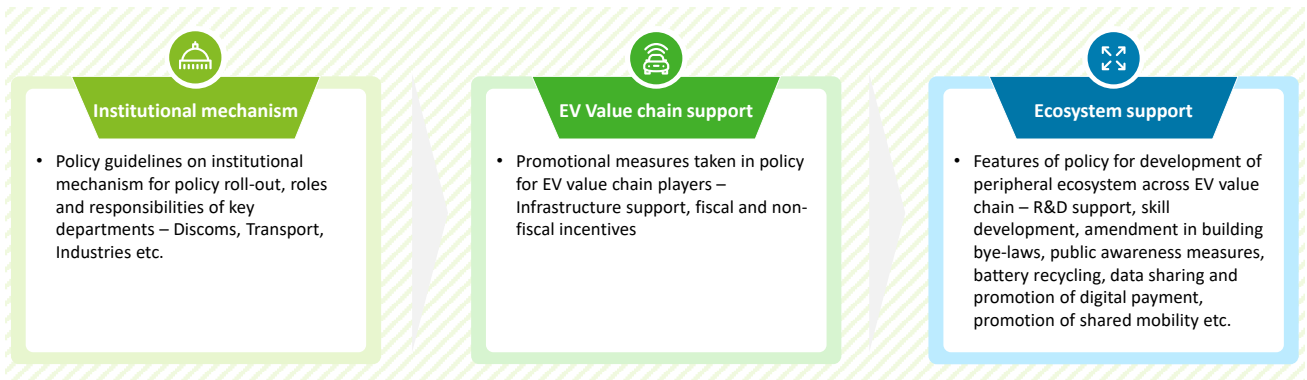 Institutional mechanism
• Policy guidelines on institutional
mechanism for policy roll-out, roles
and responsibilities of key
departments – Discoms, Transport,
Industries etc.
EV Value chain support
• Promotional measures taken in policy
for EV value chain players –
Infrastructure support, fiscal and non-
fiscal incentives
Ecosystem support
• Features of policy for development of
peripheral ecosystem across EV value
chain – R&D support, skill
development, amendment in building
bye-laws, public awareness measures,
battery recycling, data sharing and
promotion of digital payment,
promotion of shared mobility etc.